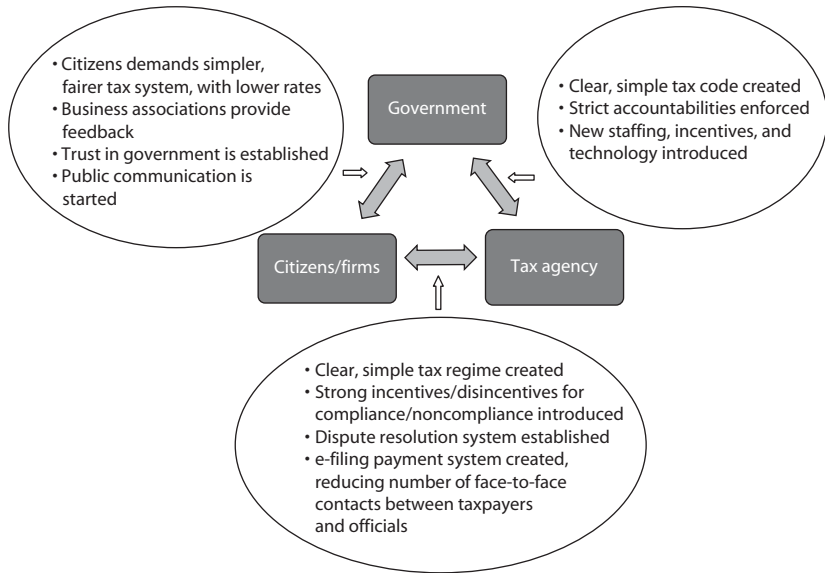 • Citizens demands simpler,
fairer tax system, with lower rates
• Business associations provide
feedback
• Trust in government is established
• Public communication is
started
Government
• Clear, simple tax code created
• Strict accountabilities enforced
• New staffing, incentives, and
technology introduced
Citizens/firms
Tax agency
• Clear, simple tax regime created
• Strong incentives/disincentives for
compliance/noncompliance introduced
• Dispute resolution system established
• e-filing payment system created,
reducing number of face-to-face
contacts between taxpayers
and officials